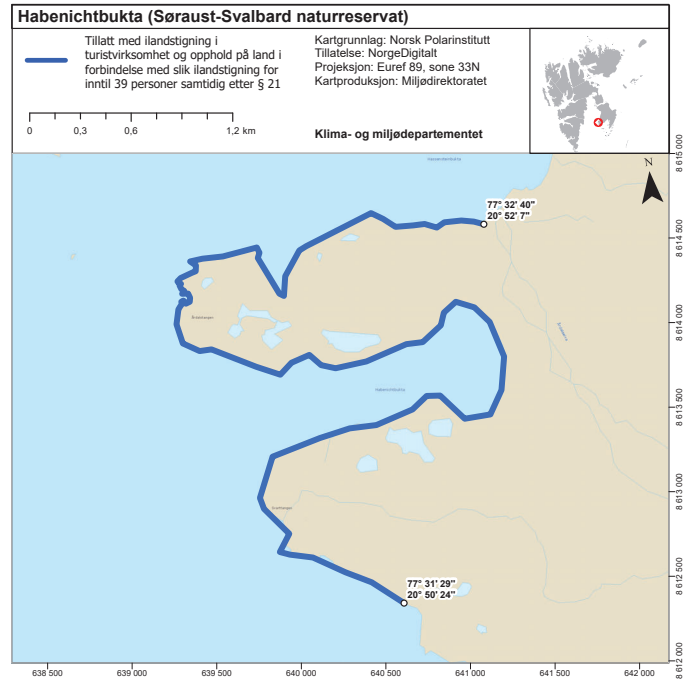 Habenichtbukta (Søraust-Svalbard naturreservat)
Tillatt med ilandstigning i
turistvirksomhet og opphold på land i
forbindelse med slik ilandstigning for
inntil 39 personer samtidig etter § 21
0 0,3 0,6 1,2 km
Kartgrunnlag: Norsk Polarinstitutt
Tillatelse: NorgeDigitalt
Projeksjon: Euref 89, sone 33N
Kartproduksjon: Miljødirektoratet
Klima- og miljødepartementet
N
77° 32' 40"
20° 52' 7"
Habenichtbukta
77° 31' 29"
20° 50' 24"
8 615 000
8 614 500
8 614 000
8 613 500
8 613 000
8 612 500
8 612 000
638 500 639 000 639 500 640 000 640 500 641 000 641 500 642 000